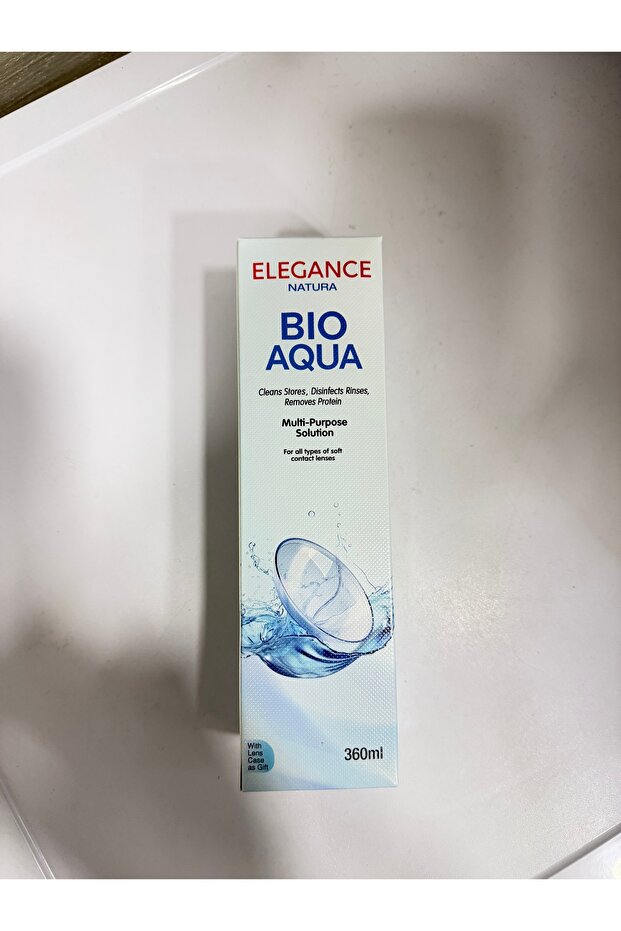 ELEGANCE
NATURA
BIO
AQUA
Cleans Stores, Disinfects Rinses,
Removes Protein
Multi-Purpose
Solution
For all types of soft
contact lenses
With
Lens
Case
as Gift
360ml